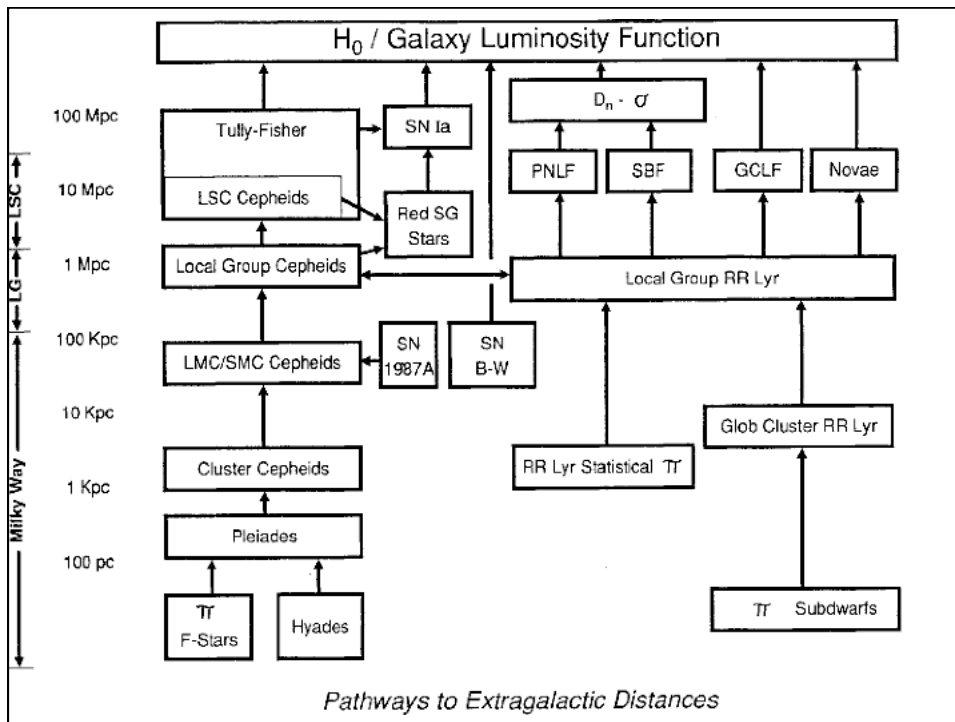 H₀ / Galaxy Luminosity Function
100 Mpc
Tully-Fisher
SN Ia
Dₙ - σ
LSC
10 Mpc
LSC Cepheids
Red SG
Stars
PNLF
SBF
GCLF
Novae
LG
1 Mpc
Local Group Cepheids
Local Group RR Lyr
100 Kpc
LMC/SMC Cepheids
SN
1987A
SN
B-W
10 Kpc
Glob Cluster RR Lyr
Milky Way
Cluster Cepheids
RR Lyr Statistical π
1 Kpc
Pleiades
100 pc
π
F-Stars
Hyades
π Subdwarfs
Pathways to Extragalactic Distances